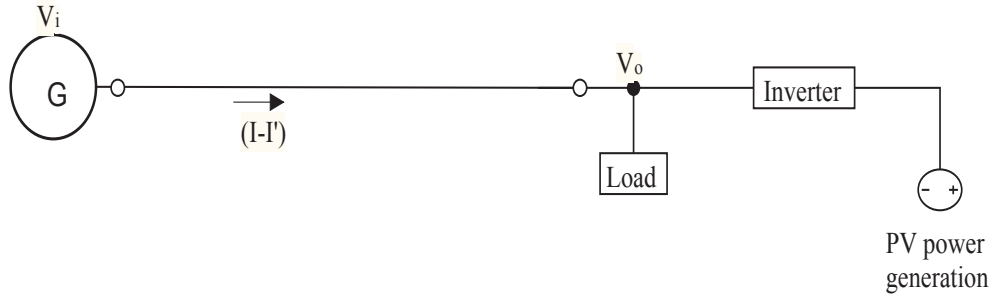 Vi
G
(I-I')
Vo
Inverter
Load
- +
PV power
generation